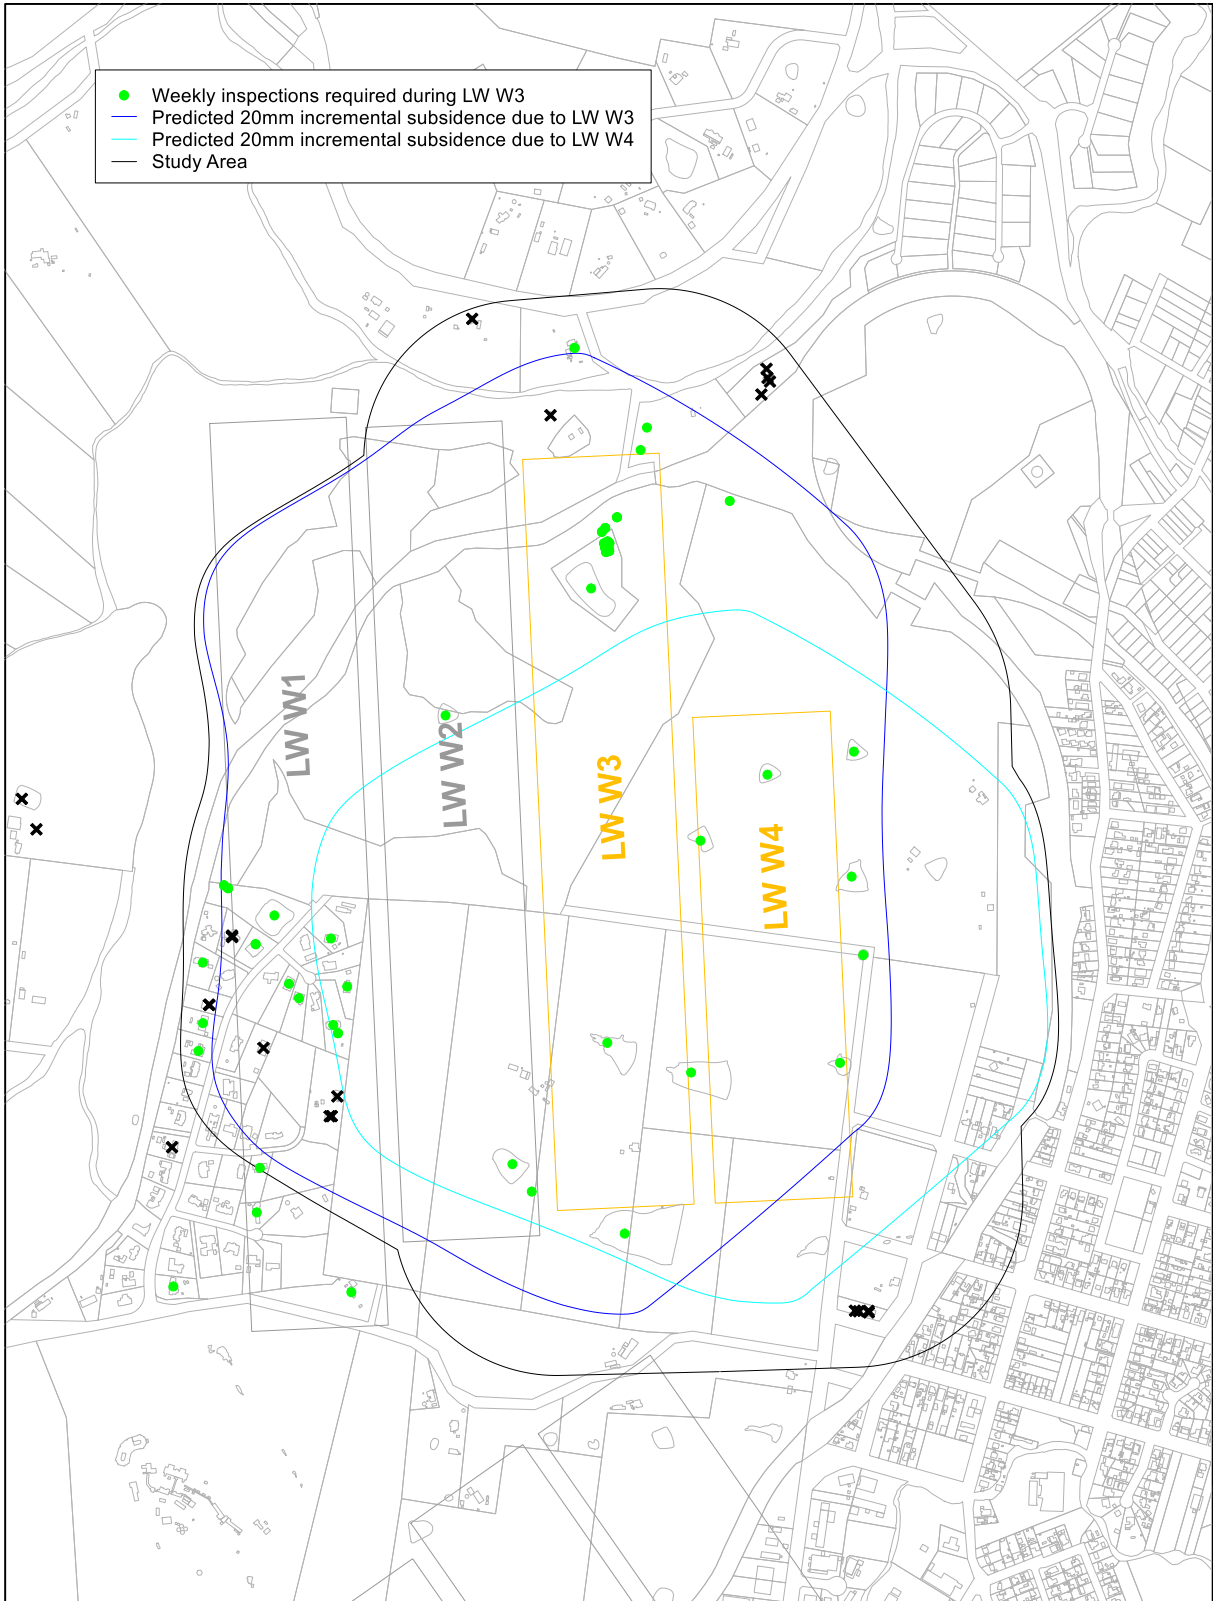 Weekly inspections required during LW W3
Predicted 20mm incremental subsidence due to LW W3
Predicted 20mm incremental subsidence due to LW W4
Study Area
LW W1
LW W2
LW W3
LW W4